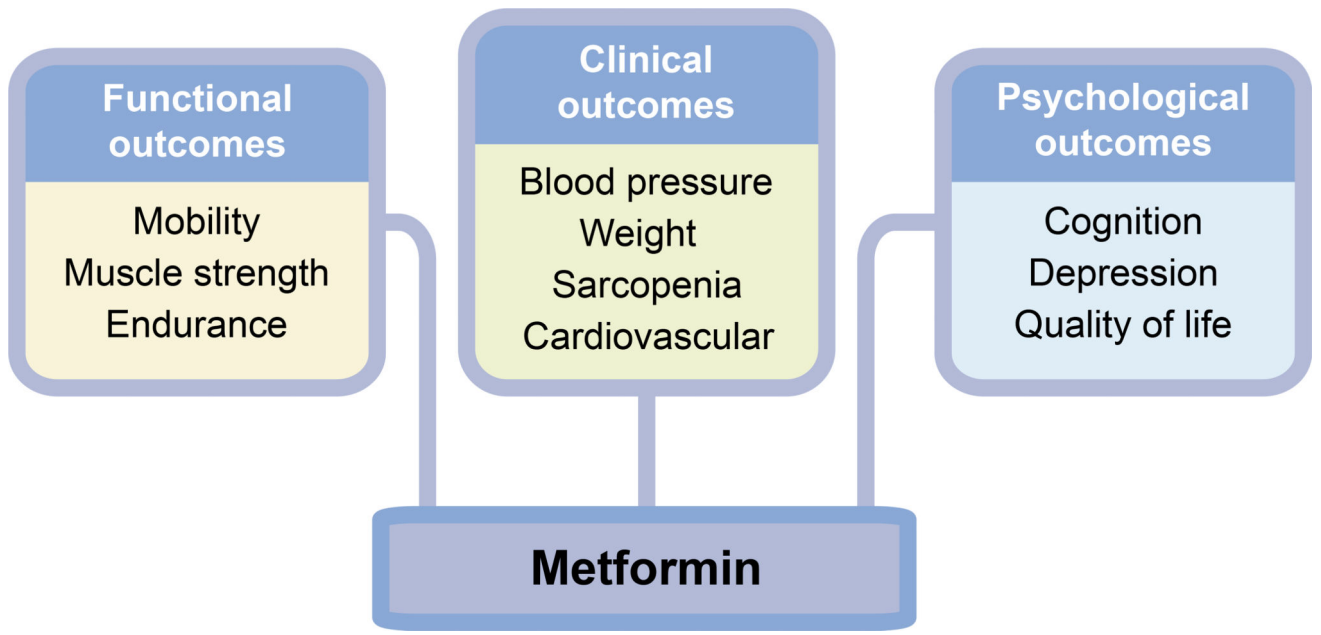 Functional
outcomes
Mobility
Muscle strength
Endurance
Clinical
outcomes
Blood pressure
Weight
Sarcopenia
Cardiovascular
Psychological
outcomes
Cognition
Depression
Quality of life
Metformin